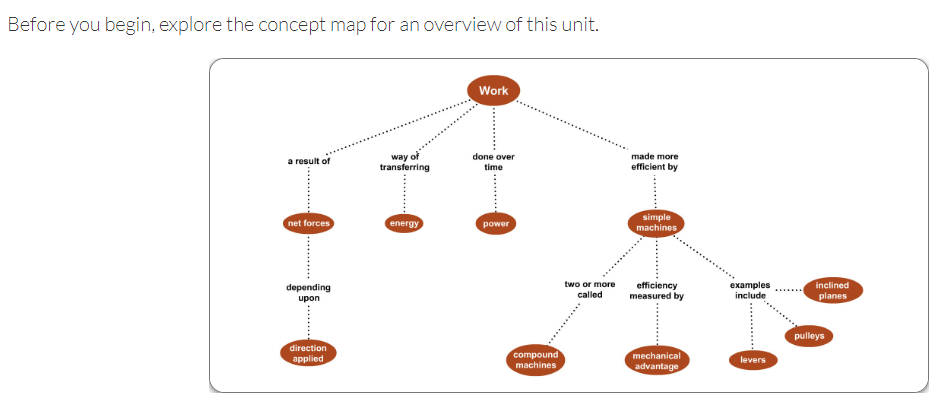 Before you begin, explore the concept map for an overview of this unit.
Work
a result of
way of
transferring
done over
time
made more
efficient by
net forces
energy
power
simple
machines
depending
upon
two or more
called
efficiency
measured by
examples
include
inclined
planes
pulleys
direction
applied
compound
machines
mechanical
advantage
levers